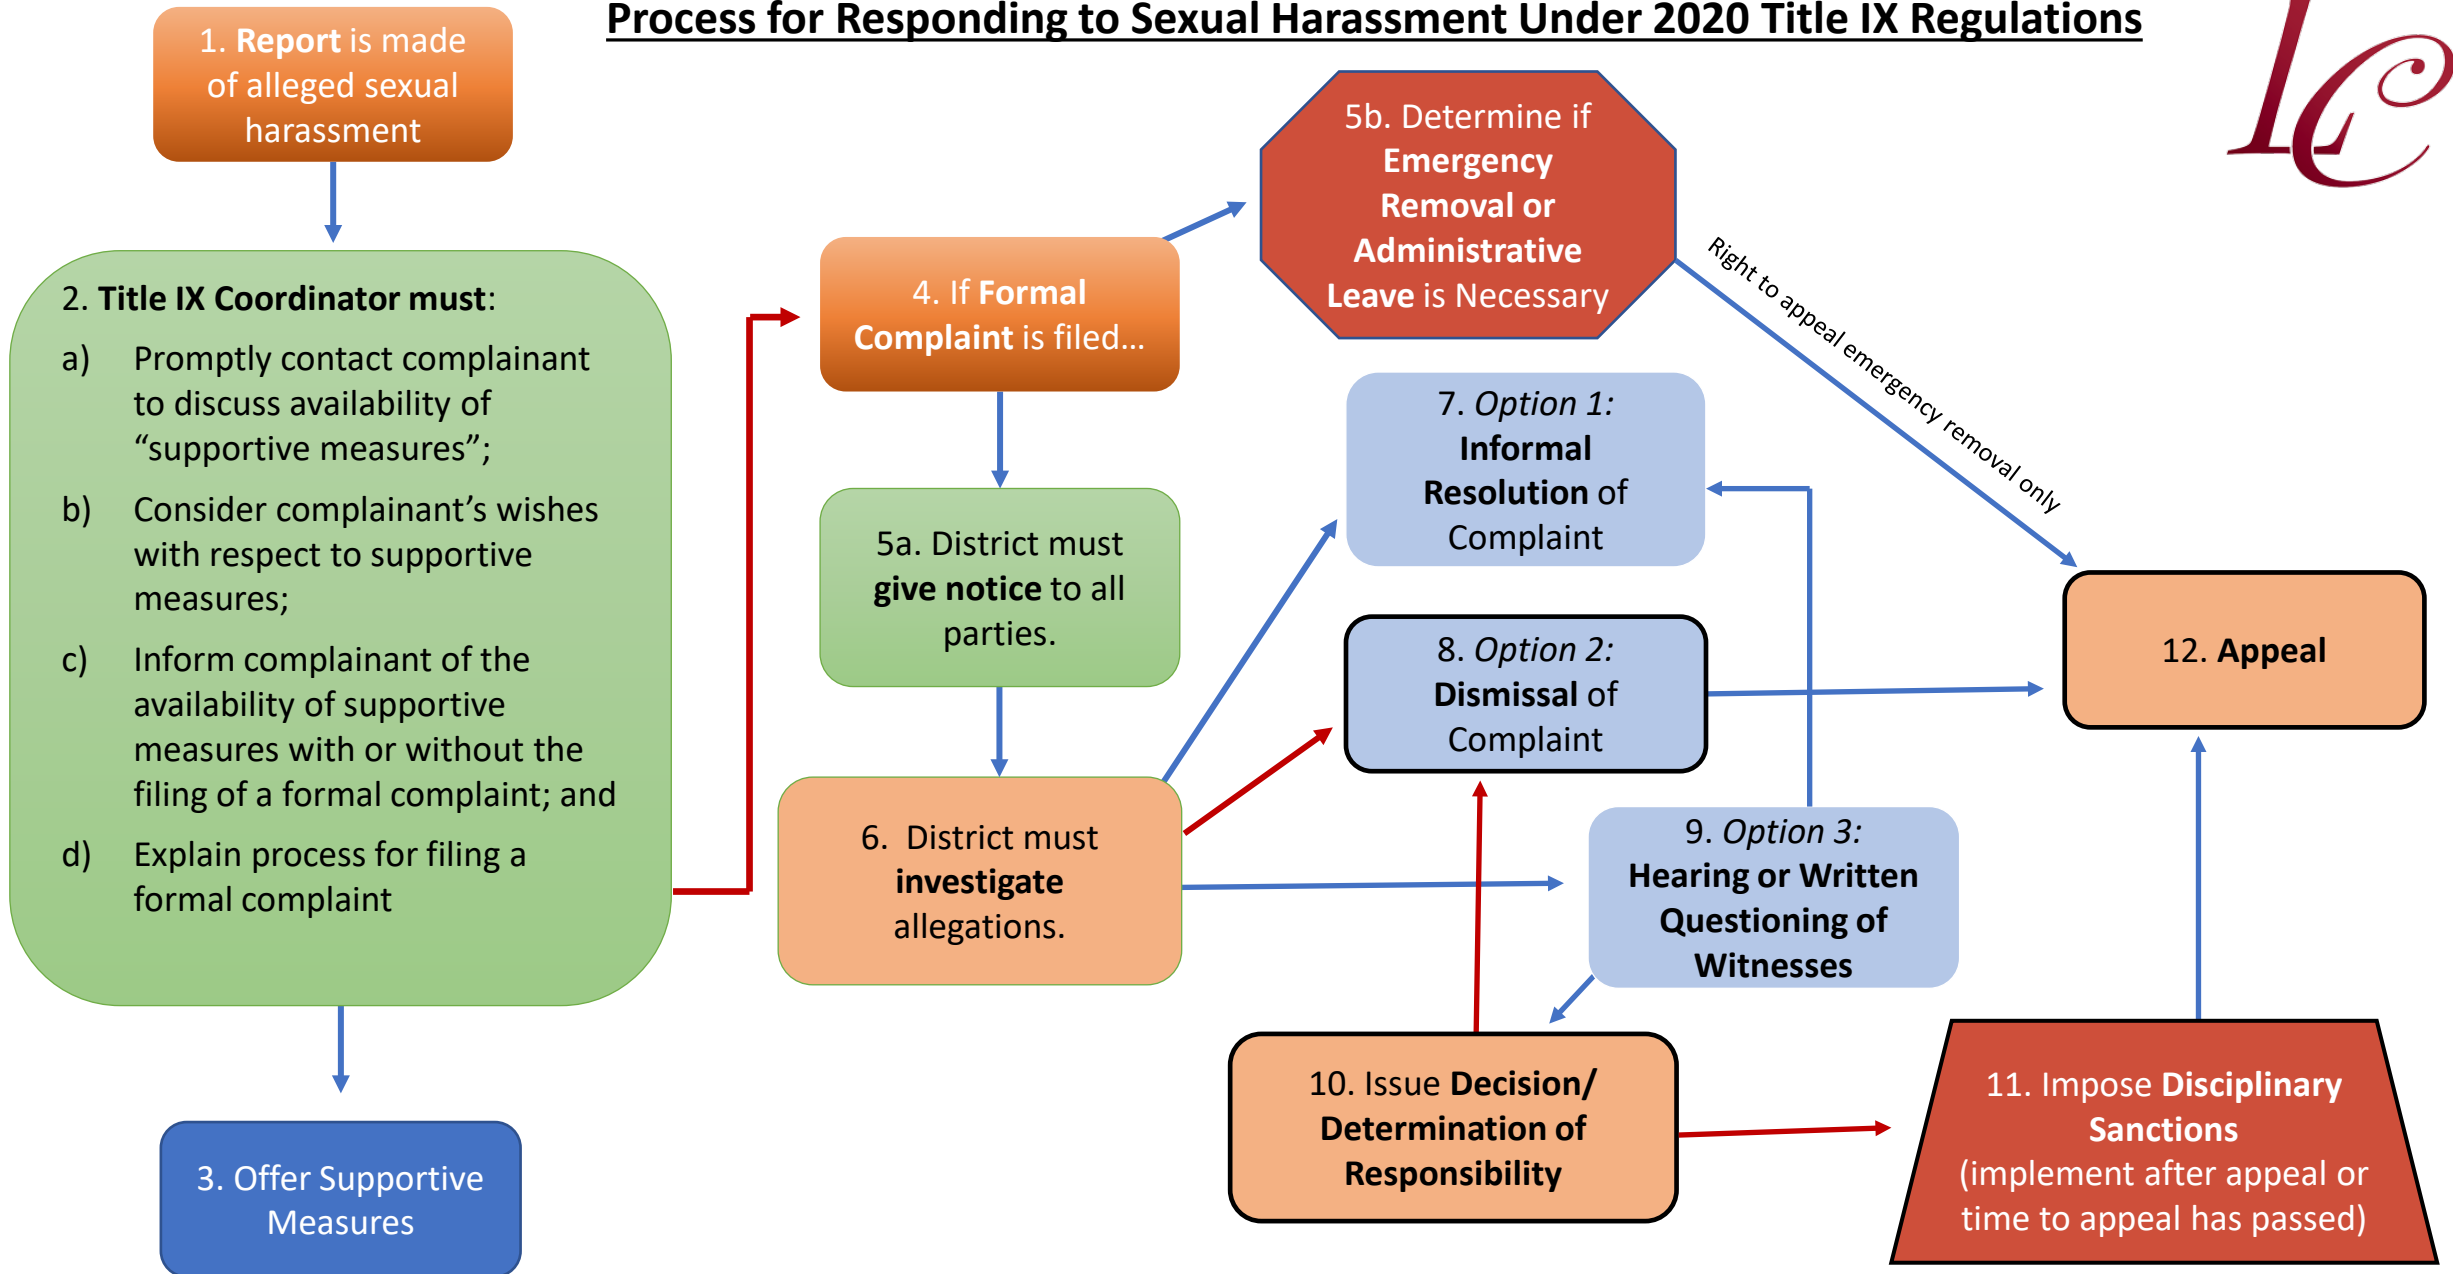 Process for Responding to Sexual Harassment Under 2020 Title IX Regulations
LC
1. Report is made
of alleged sexual
harassment
2. Title IX Coordinator must:
a) Promptly contact complainant
to discuss availability of
“supportive measures”;
b) Consider complainant’s wishes
with respect to supportive
measures;
c) Inform complainant of the
availability of supportive
measures with or without the
filing of a formal complaint; and
d) Explain process for filing a
formal complaint
3. Offer Supportive
Measures
4. If Formal
Complaint is filed…
5a. District must
give notice to all
parties.
5b. Determine if
Emergency
Removal or
Administrative
Leave is Necessary
Right to appeal emergency removal only
6. District must
investigate
allegations.
7. Option 1:
Informal
Resolution of
Complaint
8. Option 2:
Dismissal of
Complaint
9. Option 3:
Hearing or Written
Questioning of
Witnesses
10. Issue Decision/
Determination of
Responsibility
11. Impose Disciplinary
Sanctions
(implement after appeal or
time to appeal has passed)
12. Appeal